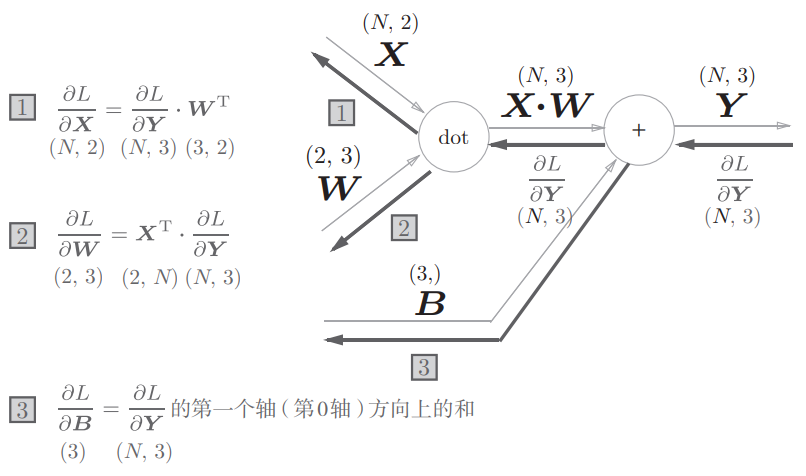 1 ∂L/∂X = ∂L/∂Y · Wᵀ
(N, 2) (N, 3) (3, 2)
2 ∂L/∂W = Xᵀ · ∂L/∂Y
(2, 3) (2, N) (N, 3)
3 ∂L/∂B = ∂L/∂Y 的第一个轴(第0轴)方向上的和
(3) (N, 3)
(N, 2)
X
1
(2, 3)
W
2
dot
(N, 3)
X·W
∂L/∂Y
(N, 3)
+
(N, 3)
Y
∂L/∂Y
(N, 3)
(3,)
B
3